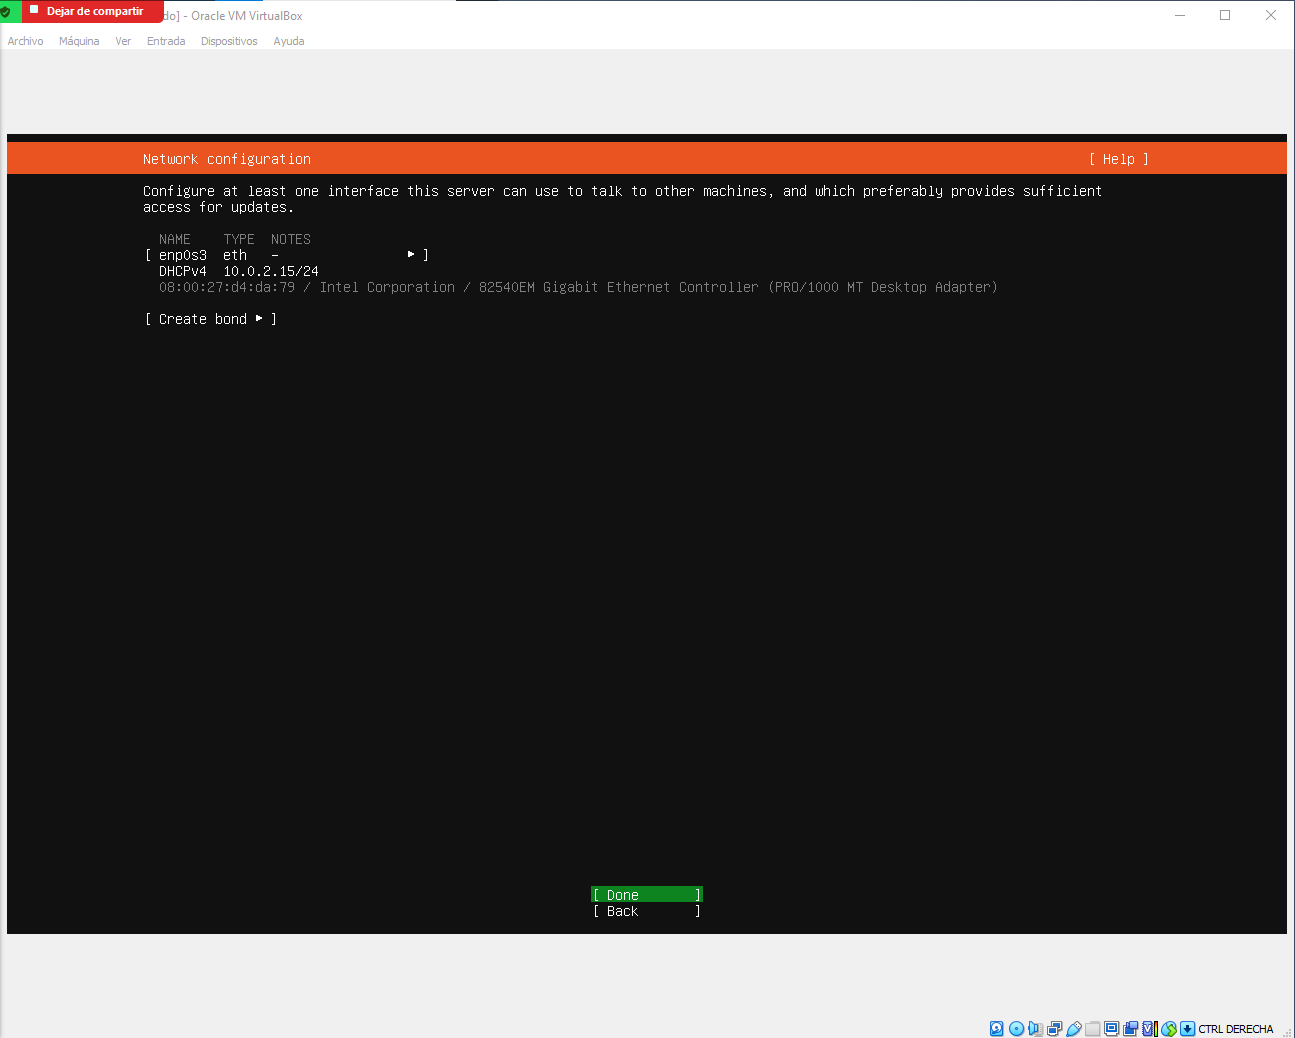 Dejar de compartir
do] - Oracle VM VirtualBox
Archivo Máquina Ver Entrada Dispositivos Ayuda
Network configuration [ Help ]
Configure at least one interface this server can use to talk to other machines, and which preferably provides sufficient
access for updates.
NAME TYPE NOTES
[ enp0s3 eth – ▸ ]
DHCPv4 10.0.2.15/24
08:00:27:d4:da:79 / Intel Corporation / 82540EM Gigabit Ethernet Controller (PRO/1000 MT Desktop Adapter)
[ Create bond ▸ ]
[ Done ]
[ Back ]
CTRL DERECHA